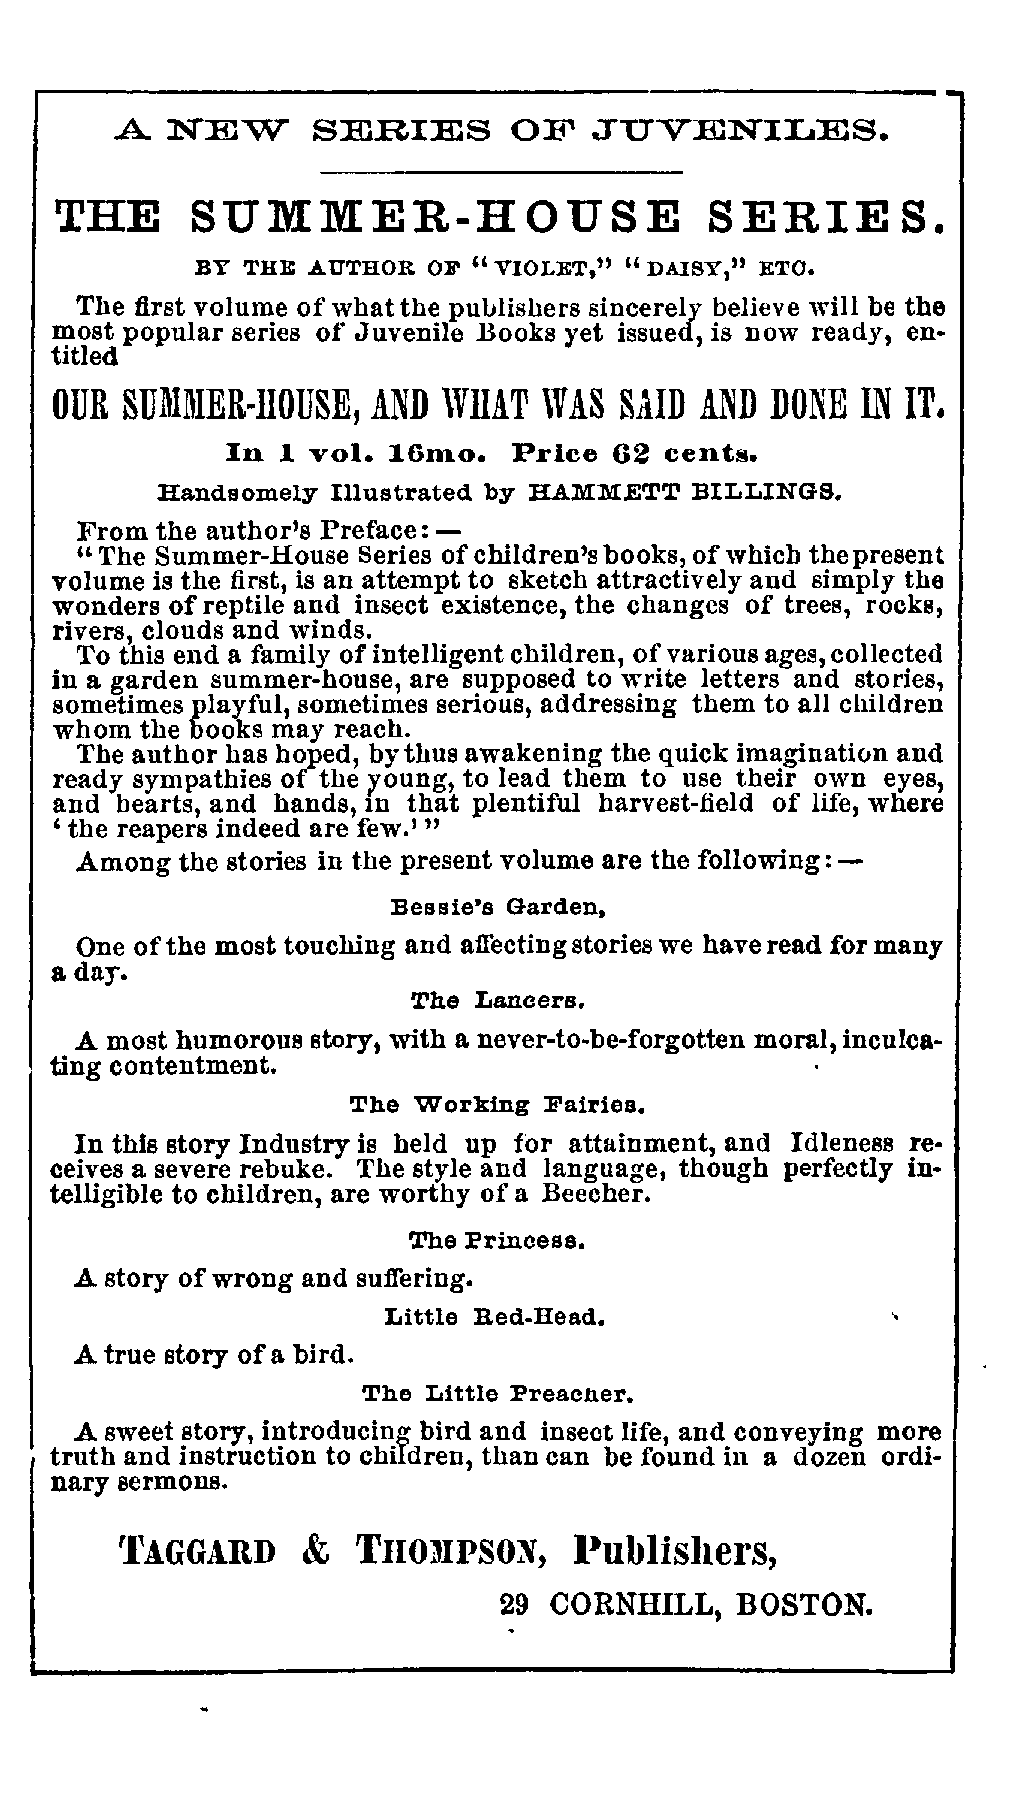 A NEW SERIES OF JUVENILES.
THE SUMMER-HOUSE SERIES.
BY THE AUTHOR OF "VIOLET," "DAISY," ETC.
The first volume of what the publishers sincerely believe will be the
most popular series of Juvenile Books yet issued, is now ready, en-
titled
OUR SUMMER-HOUSE, AND WHAT WAS SAID AND DONE IN IT.
In 1 vol. 16mo. Price 62 cents.
Handsomely Illustrated by HAMMETT BILLINGS.
From the author's Preface:—
"The Summer-House Series of children's books, of which the present
volume is the first, is an attempt to sketch attractively and simply the
wonders of reptile and insect existence, the changes of trees, rocks,
rivers, clouds and winds.
To this end a family of intelligent children, of various ages, collected
in a garden summer-house, are supposed to write letters and stories,
sometimes playful, sometimes serious, addressing them to all children
whom the books may reach.
The author has hoped, by thus awakening the quick imagination and
ready sympathies of the young, to lead them to use their own eyes,
and hearts, and hands, in that plentiful harvest-field of life, where
'the reapers indeed are few.'"
Among the stories in the present volume are the following:—
Bessie's Garden,
One of the most touching and affecting stories we have read for many
a day.
The Lancers.
A most humorous story, with a never-to-be-forgotten moral, inculca-
ting contentment.
The Working Fairies.
In this story Industry is held up for attainment, and Idleness re-
ceives a severe rebuke. The style and language, though perfectly in-
telligible to children, are worthy of a Beecher.
The Princess.
A story of wrong and suffering.
Little Red-Head.
A true story of a bird.
The Little Preacher.
A sweet story, introducing bird and insect life, and conveying more
truth and instruction to children, than can be found in a dozen ordi-
nary sermons.
TAGGARD & THOMPSON, Publishers,
29 CORNHILL, BOSTON.